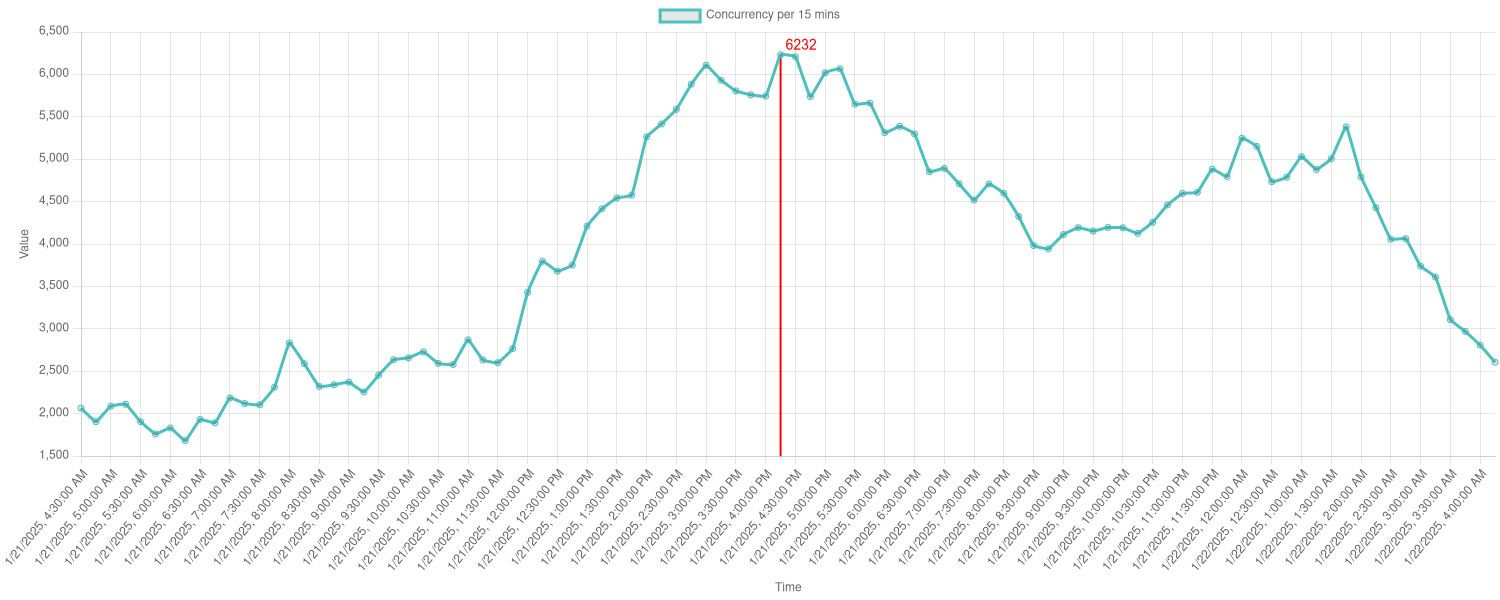 Concurrency per 15 mins
6,500
6232
6,000
5,500
5,000
4,500
4,000
Value
3,500
3,000
2,500
2,000
1,500
1/21/2025, 4:30:00 AM
1/21/2025, 5:00:00 AM
1/21/2025, 5:30:00 AM
1/21/2025, 6:00:00 AM
1/21/2025, 6:30:00 AM
1/21/2025, 7:00:00 AM
1/21/2025, 7:30:00 AM
1/21/2025, 8:00:00 AM
1/21/2025, 8:30:00 AM
1/21/2025, 9:00:00 AM
1/21/2025, 9:30:00 AM
1/21/2025, 10:00:00 AM
1/21/2025, 10:30:00 AM
1/21/2025, 11:00:00 AM
1/21/2025, 11:30:00 AM
1/21/2025, 12:00:00 PM
1/21/2025, 12:30:00 PM
1/21/2025, 1:00:00 PM
1/21/2025, 1:30:00 PM
1/21/2025, 2:00:00 PM
1/21/2025, 2:30:00 PM
1/21/2025, 3:00:00 PM
1/21/2025, 3:30:00 PM
1/21/2025, 4:00:00 PM
1/21/2025, 4:30:00 PM
1/21/2025, 5:00:00 PM
1/21/2025, 5:30:00 PM
1/21/2025, 6:00:00 PM
1/21/2025, 6:30:00 PM
1/21/2025, 7:00:00 PM
1/21/2025, 7:30:00 PM
1/21/2025, 8:00:00 PM
1/21/2025, 8:30:00 PM
1/21/2025, 9:00:00 PM
1/21/2025, 9:30:00 PM
1/21/2025, 10:00:00 PM
1/21/2025, 10:30:00 PM
1/21/2025, 11:00:00 PM
1/21/2025, 11:30:00 PM
1/22/2025, 12:00:00 AM
1/22/2025, 12:30:00 AM
1/22/2025, 1:00:00 AM
1/22/2025, 1:30:00 AM
1/22/2025, 2:00:00 AM
1/22/2025, 2:30:00 AM
1/22/2025, 3:00:00 AM
1/22/2025, 3:30:00 AM
1/22/2025, 4:00:00 AM
Time